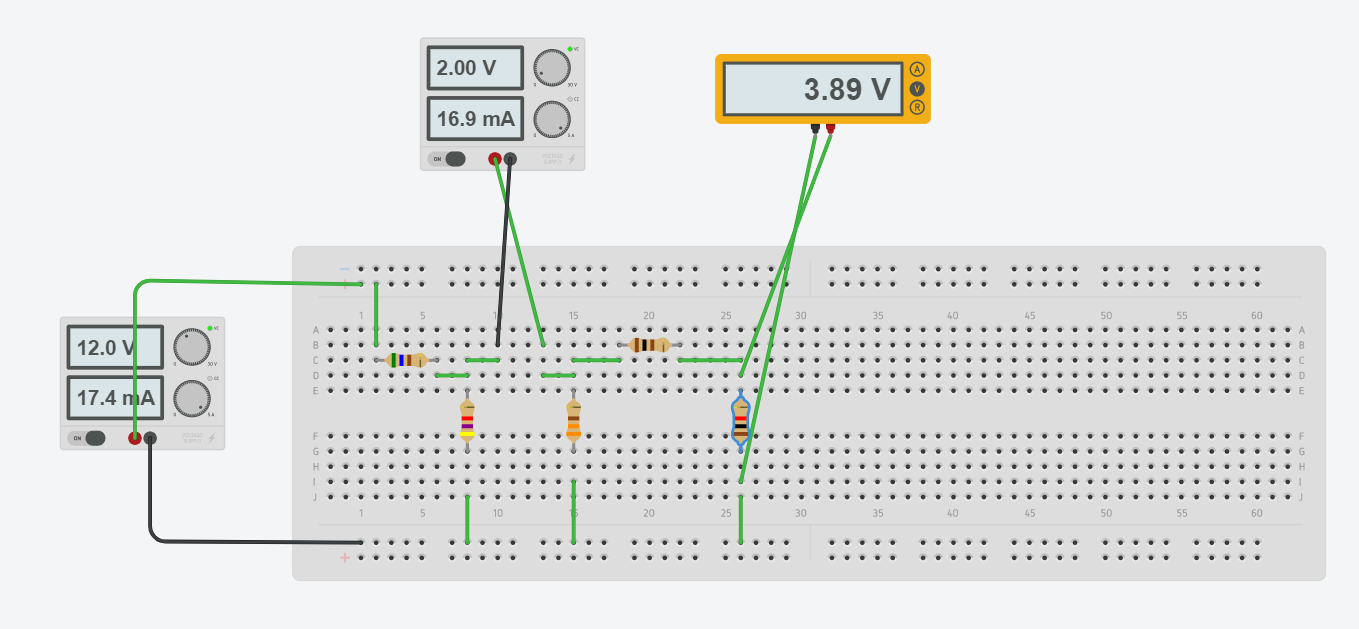 2.00 V
16.9 mA
ON
VOLTAGE
SUPPLY
3.89 V
A
V
R
12.0 V
17.4 mA
ON
1 5 10 15 20 25 30 35 40 45 50 55 60
A A
B B
C C
D D
E E
F F
G G
H H
I I
J J
1 5 10 15 20 25 30 35 40 45 50 55 60